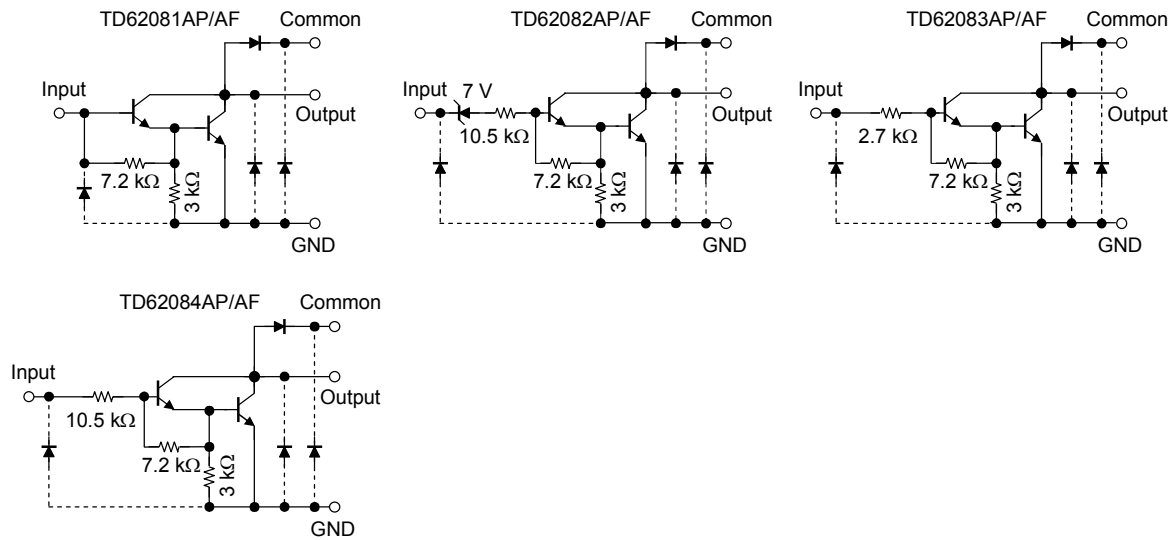 TD62081AP/AF
Common
Input
Output
7.2 kΩ
3 kΩ
GND
TD62082AP/AF
Common
Input
7 V
10.5 kΩ
Output
7.2 kΩ
3 kΩ
GND
TD62083AP/AF
Common
Input
2.7 kΩ
Output
7.2 kΩ
3 kΩ
GND
TD62084AP/AF
Common
Input
10.5 kΩ
Output
7.2 kΩ
3 kΩ
GND